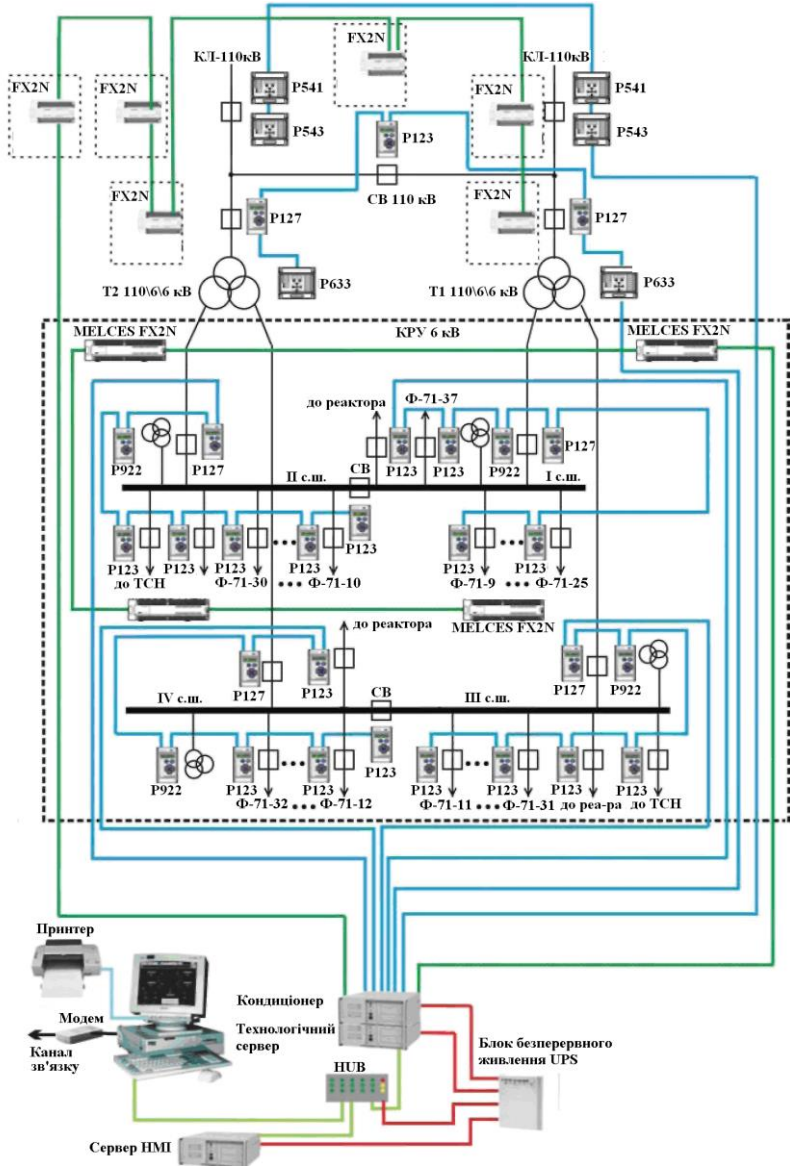 FX2N
КЛ-110кВ
КЛ-110кВ
FX2N
FX2N
FX2N
P541
P541
P543
P543
P123
FX2N
FX2N
СВ 110 кВ
P127
P127
P633
P633
Т2 110\6\6 кВ
Т1 110\6\6 кВ
КРУ 6 кВ
MELCES FX2N
MELCES FX2N
до реактора
Ф-71-37
P922
P127
P123
P123
P922
P127
СВ
II с.ш.
I с.ш.
P123
P123
P123
P123
P123
P123
P123
до ТСН
Ф-71-30
Ф-71-10
Ф-71-9
Ф-71-25
MELCES FX2N
до реактора
P127
P123
P127
P922
СВ
IV с.ш.
III с.ш.
P922
P123
P123
P123
P123
P123
P123
P123
Ф-71-32
Ф-71-12
Ф-71-11
Ф-71-31
до реа-ра
до ТСН
Принтер
Кондиціонер
Модем
Технологічний
сервер
Канал
зв'язку
Блок безперервного
живлення UPS
HUB
Сервер HMI